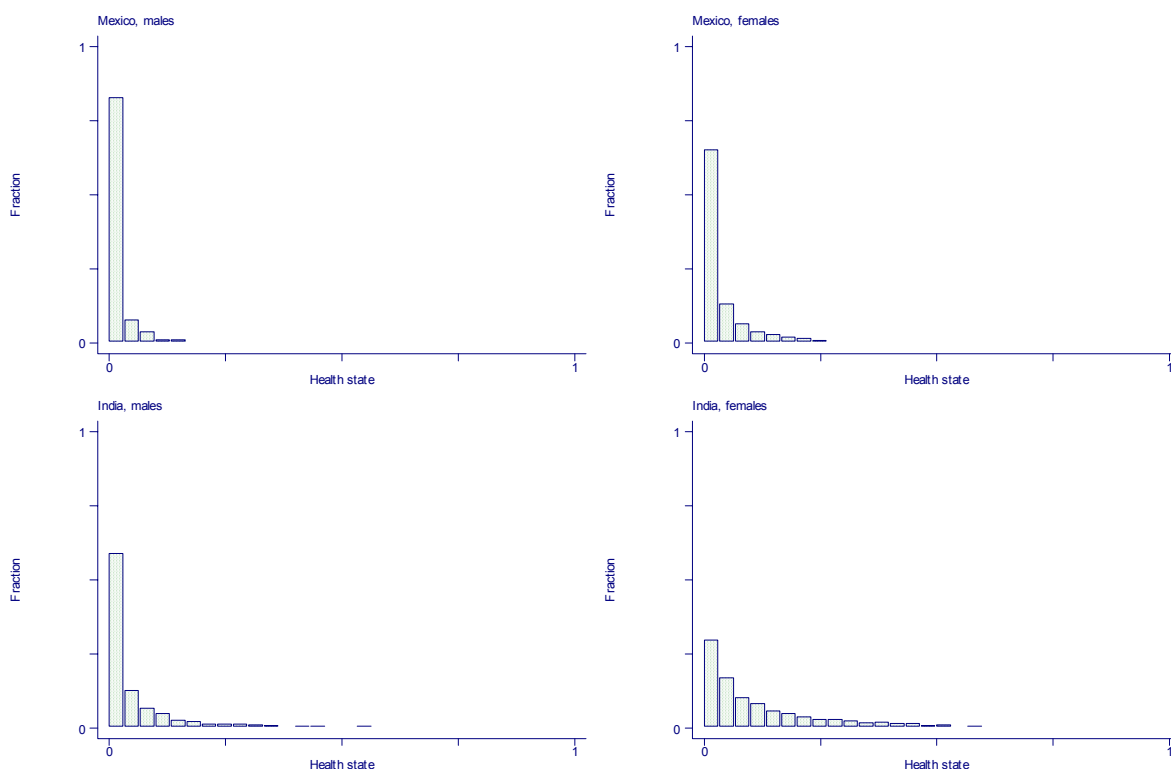 Mexico, males
1
Fraction
0
0
1
Health state
Mexico, females
1
Fraction
0
0
1
Health state
India, males
1
Fraction
0
0
1
Health state
India, females
1
Fraction
0
0
1
Health state